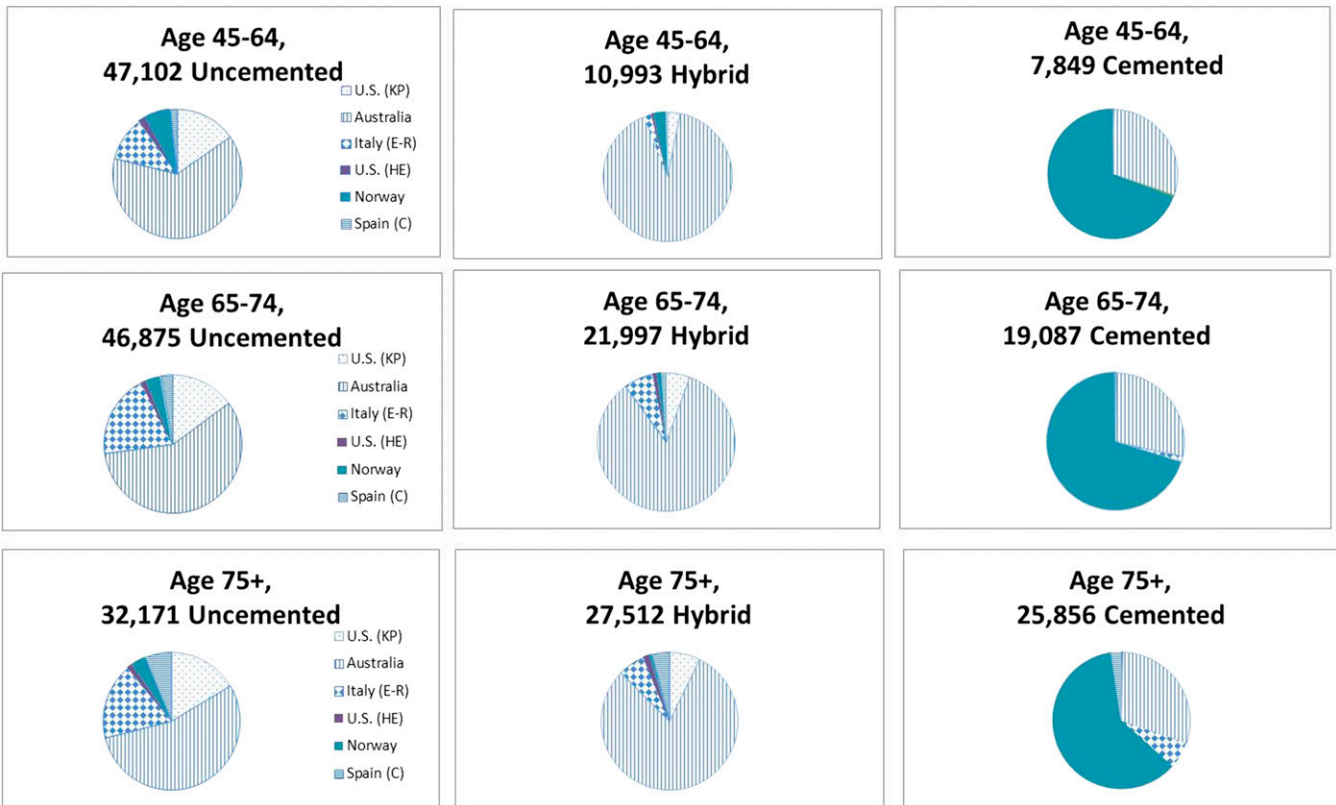 Age 45-64,
47,102 Uncemented
U.S. (KP)
Australia
Italy (E-R)
U.S. (HE)
Norway
Spain (C)
Age 45-64,
10,993 Hybrid
Age 45-64,
7,849 Cemented
Age 65-74,
46,875 Uncemented
U.S. (KP)
Australia
Italy (E-R)
U.S. (HE)
Norway
Spain (C)
Age 65-74,
21,997 Hybrid
Age 65-74,
19,087 Cemented
Age 75+,
32,171 Uncemented
U.S. (KP)
Australia
Italy (E-R)
U.S. (HE)
Norway
Spain (C)
Age 75+,
27,512 Hybrid
Age 75+,
25,856 Cemented